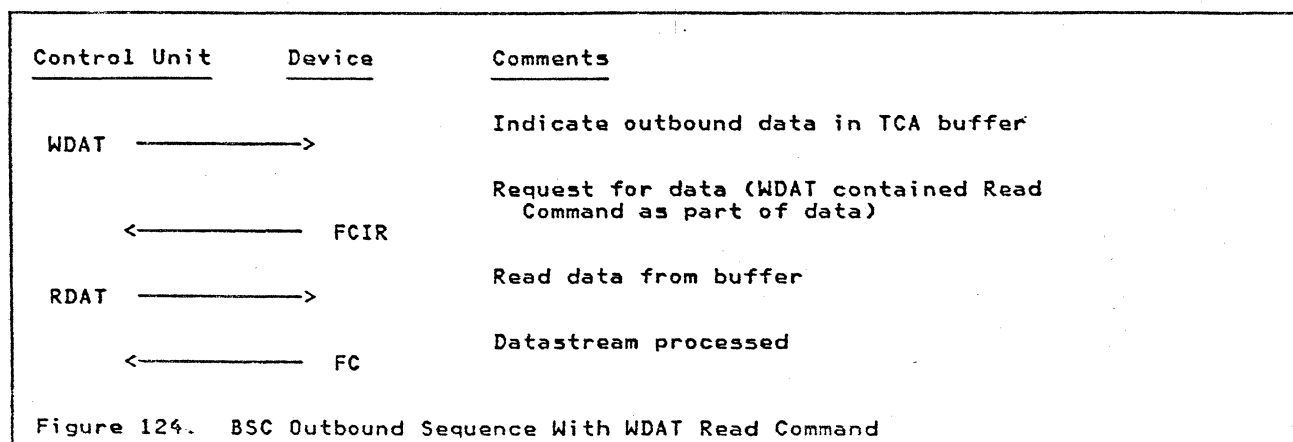 Control Unit Device Comments
Indicate outbound data in TCA buffer
WDAT ———————>
Request for data (WDAT contained Read
Command as part of data)
<——————— FCIR
Read data from buffer
RDAT ———————>
Datastream processed
<——————— FC
Figure 124. BSC Outbound Sequence With WDAT Read Command